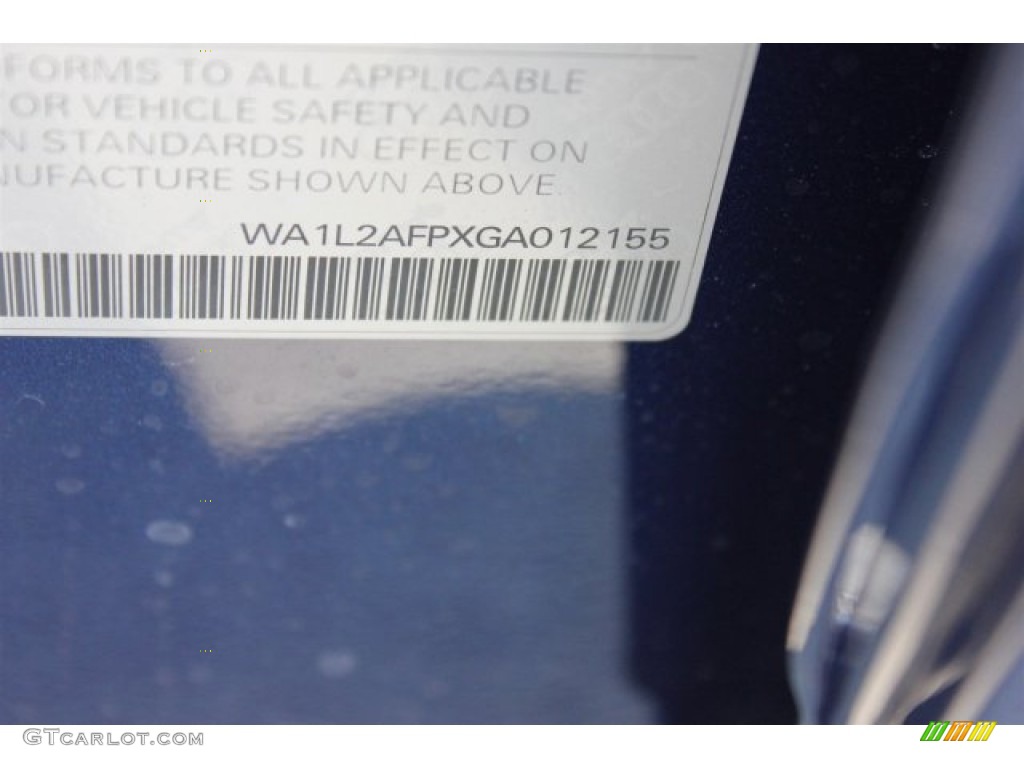 FORMS TO ALL APPLICABLE
OR VEHICLE SAFETY AND
N STANDARDS IN EFFECT ON
NUFACTURE SHOWN ABOVE.
WA1L2AFPXGA012155
GTCARLOT.COM